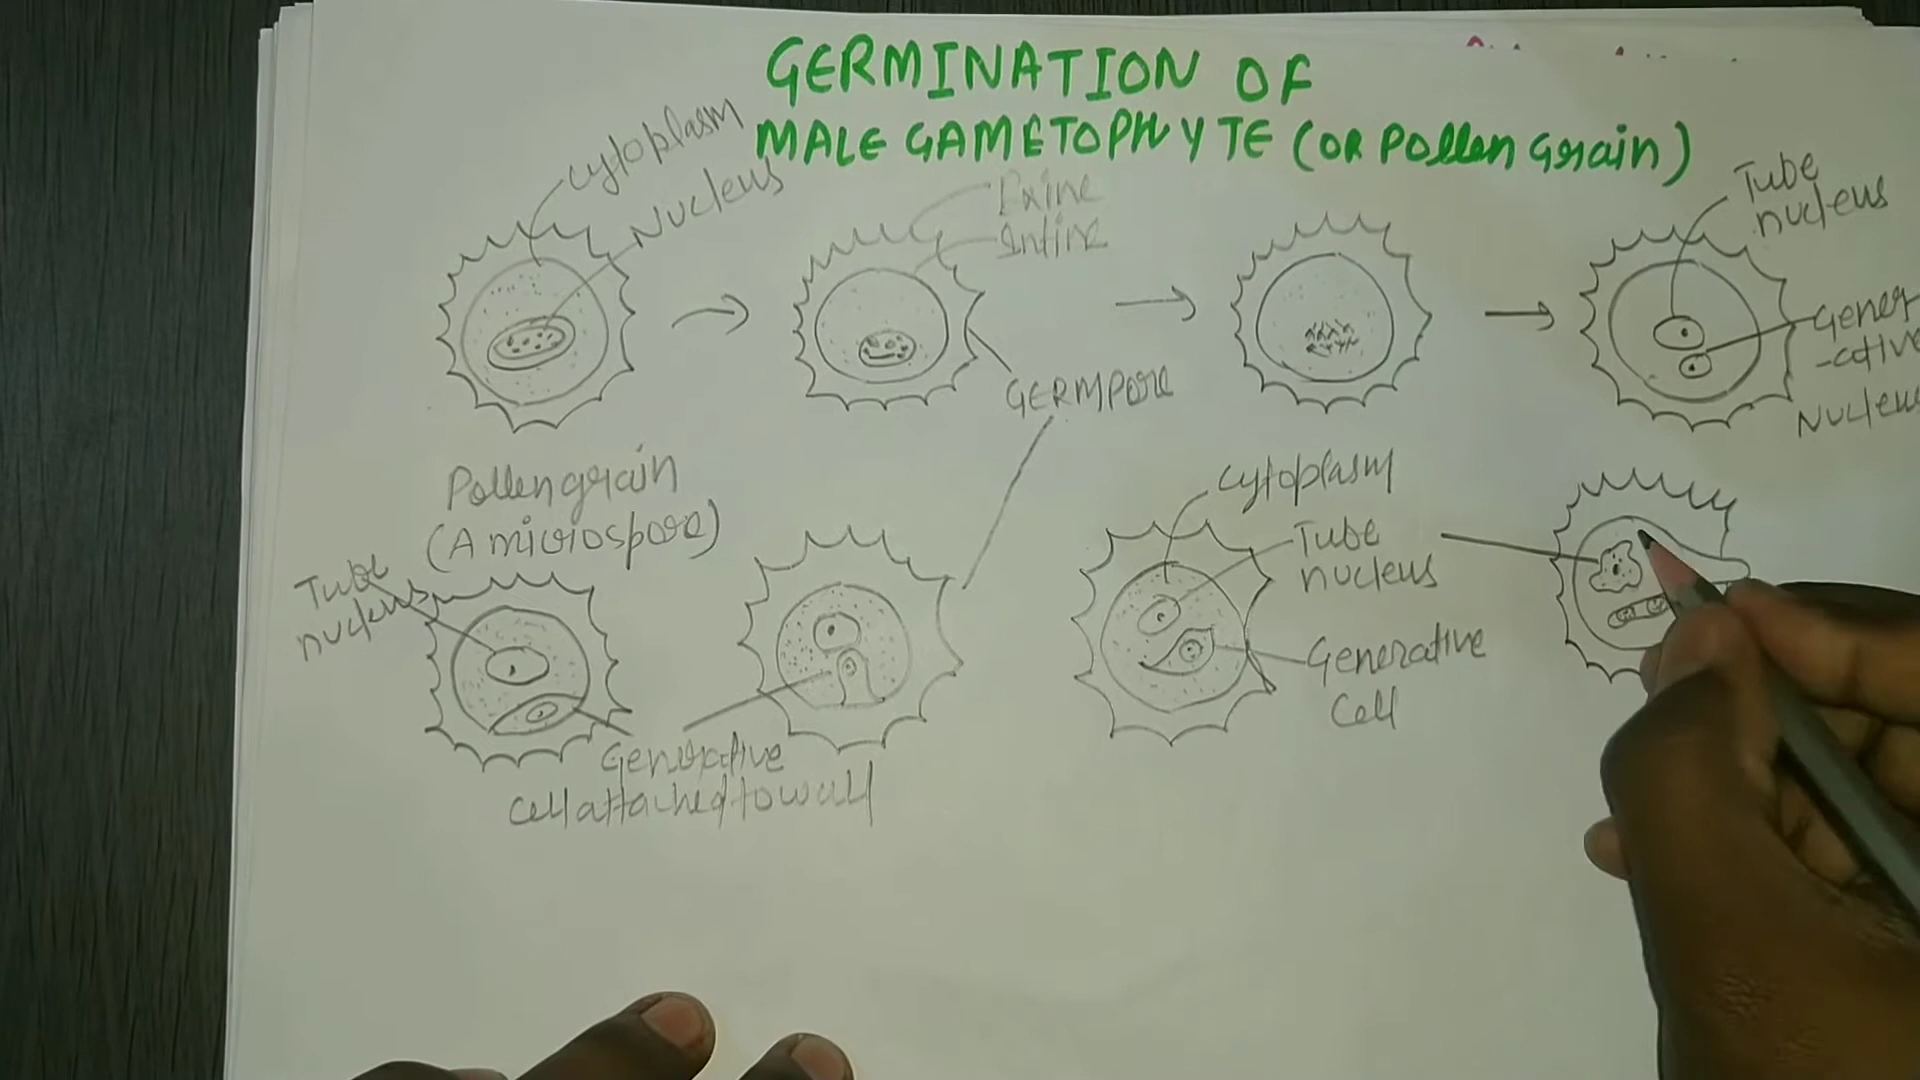 GERMINATION OF
MALE GAMETOPHYTE (OR Pollen Grain)
Cytoplasm
Nucleus
Exine
Intine
GERMPORE
Tube
nucleus
Gener
-ative
Nucleus
Pollengrain
(A microspore)
Tube
nucleus
Generative
cell attached to wall
Cytoplasm
Tube
nucleus
Generative
Cell